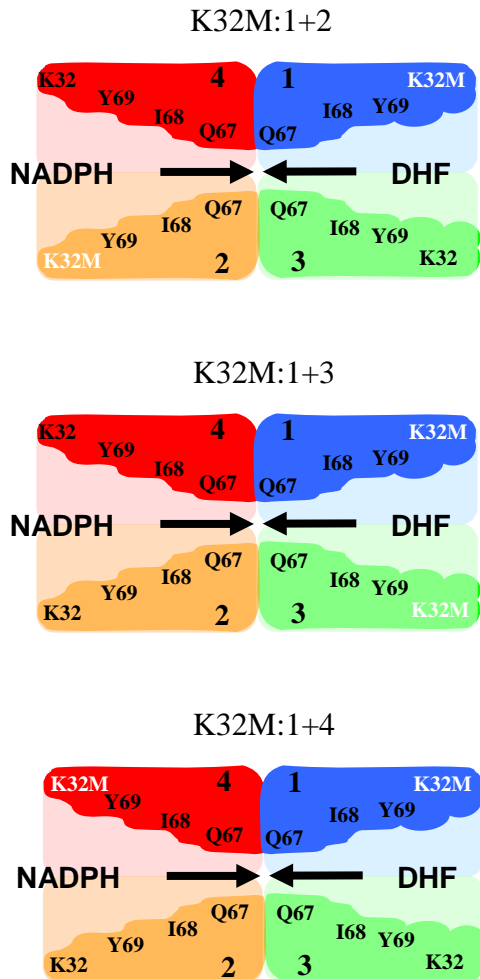 K32M:1+2
K32 Y69 I68 Q67 4 1 Q67 I68 Y69 K32M
NADPH DHF
K32M Y69 I68 Q67 2 Q67 3 I68 Y69 K32
K32M:1+3
K32 Y69 I68 Q67 4 1 Q67 I68 Y69 K32M
NADPH DHF
K32 Y69 I68 Q67 2 Q67 3 I68 Y69 K32M
K32M:1+4
K32M Y69 I68 Q67 4 1 Q67 I68 Y69 K32M
NADPH DHF
K32 Y69 I68 Q67 2 Q67 3 I68 Y69 K32